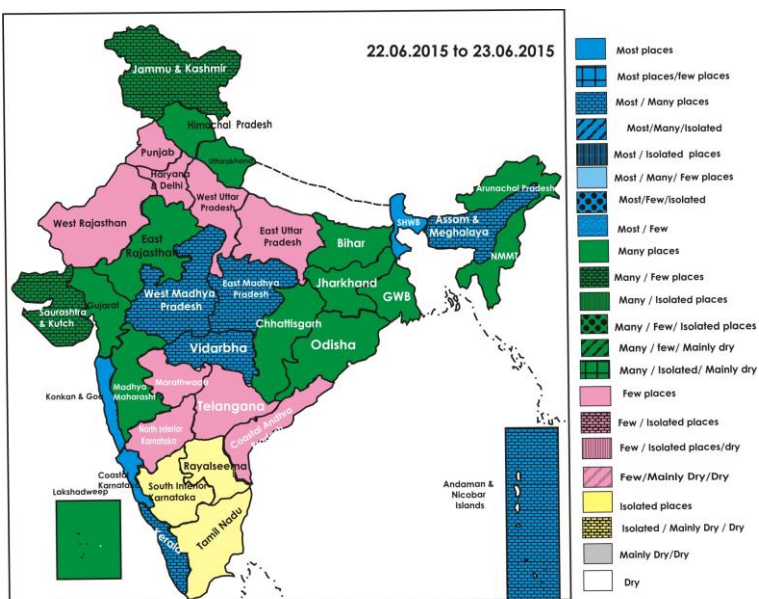 22.06.2015 to 23.06.2015
Jammu & Kashmir
Himachal Pradesh
Punjab
Uttarakhand
Haryana
& Delhi
West Uttar
Pradesh
West Rajasthan
East
Rajasthan
East Uttar
Pradesh
Bihar
SHWB
Assam &
Meghalaya
Arunachal Pradesh
NMMT
Saurashtra
& Kutch
Gujarat
West Madhya
Pradesh
East Madhya
Pradesh
Jharkhand
GWB
Chhattisgarh
Odisha
Vidarbha
Konkan & Goa
Madhya
Maharasht
Marathwada
Telangana
North Interior
Karnataka
Coastal Andhra
Coastal
Karnataka
Rayalseema
South Interior
Karnataka
Lakshadweep
Kerala
Tamil Nadu
Andaman &
Nicobar
Islands
Most places
Most places/few places
Most / Many places
Most/Many/Isolated
Most / Isolated places
Most / Many/ Few places
Most/Few/isolated
Most / Few
Many places
Many / Few places
Many / Isolated places
Many / Few/ Isolated places
Many / few/ Mainly dry
Many / Isolated/ Mainly dry
Few places
Few / Isolated places
Few / Isolated places/dry
Few/Mainly Dry/Dry
Isolated places
Isolated / Mainly Dry / Dry
Mainly Dry/Dry
Dry